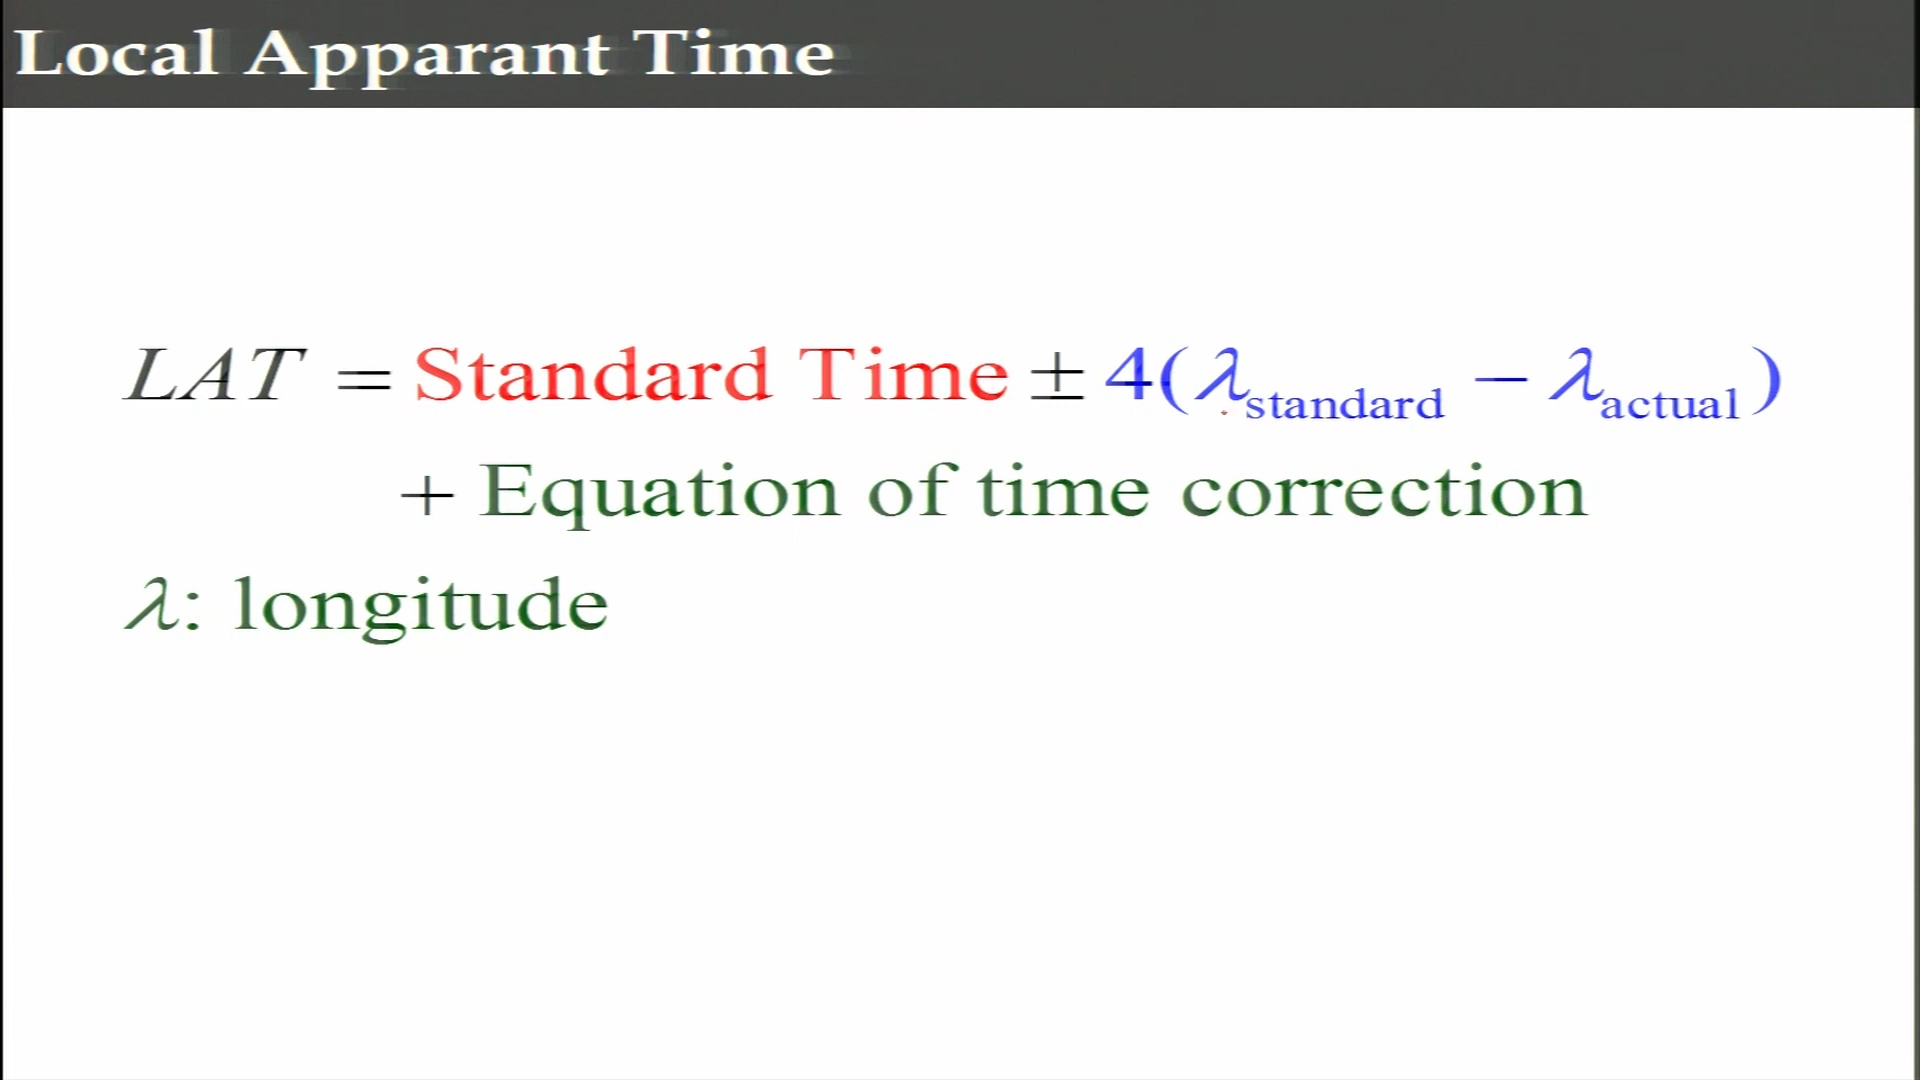 Local Apparant Time
LAT = Standard Time ± 4(λstandard − λactual)
+ Equation of time correction
λ: longitude